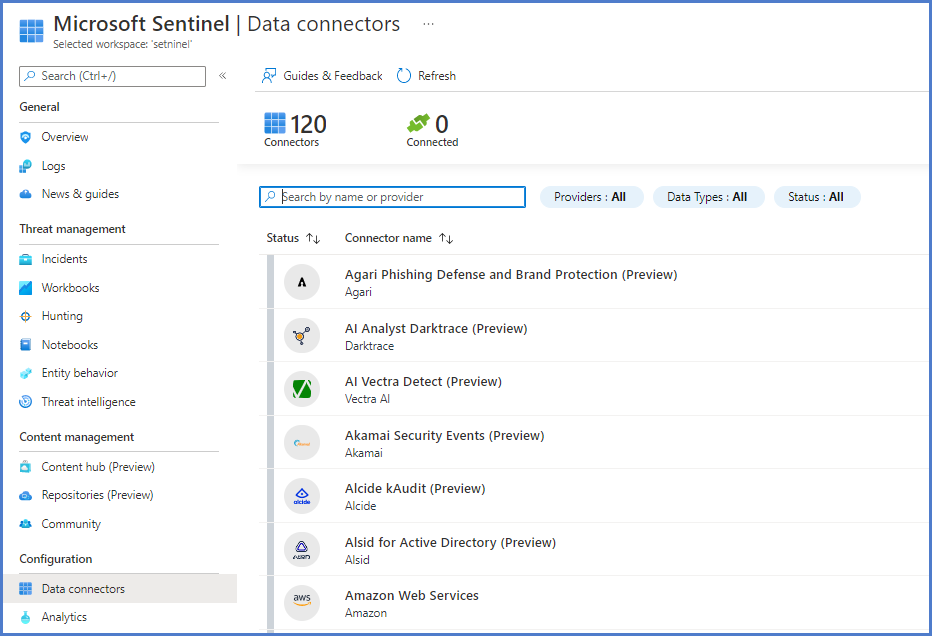 Microsoft Sentinel | Data connectors ...
Selected workspace: 'setninel'
Search (Ctrl+/)
«
General
Overview
Logs
News & guides
Threat management
Incidents
Workbooks
Hunting
Notebooks
Entity behavior
Threat intelligence
Content management
Content hub (Preview)
Repositories (Preview)
Community
Configuration
Data connectors
Analytics
Guides & Feedback
Refresh
120
Connectors
0
Connected
Search by name or provider
Providers : All
Data Types : All
Status : All
Status ↑↓
Connector name ↑↓
Agari Phishing Defense and Brand Protection (Preview)
Agari
AI Analyst Darktrace (Preview)
Darktrace
AI Vectra Detect (Preview)
Vectra AI
Akamai Security Events (Preview)
Akamai
alcide
Alcide kAudit (Preview)
Alcide
Alsid for Active Directory (Preview)
Alsid
aws
Amazon Web Services
Amazon